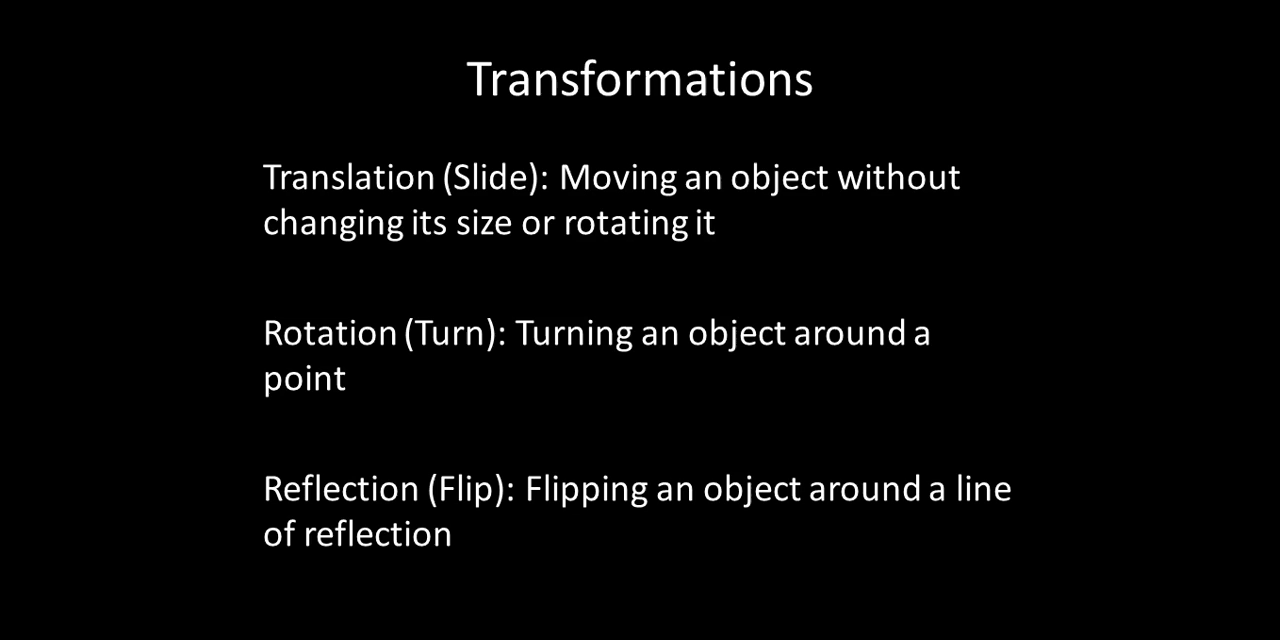 Transformations
Translation (Slide): Moving an object without
changing its size or rotating it
Rotation (Turn): Turning an object around a
point
Reflection (Flip): Flipping an object around a line
of reflection